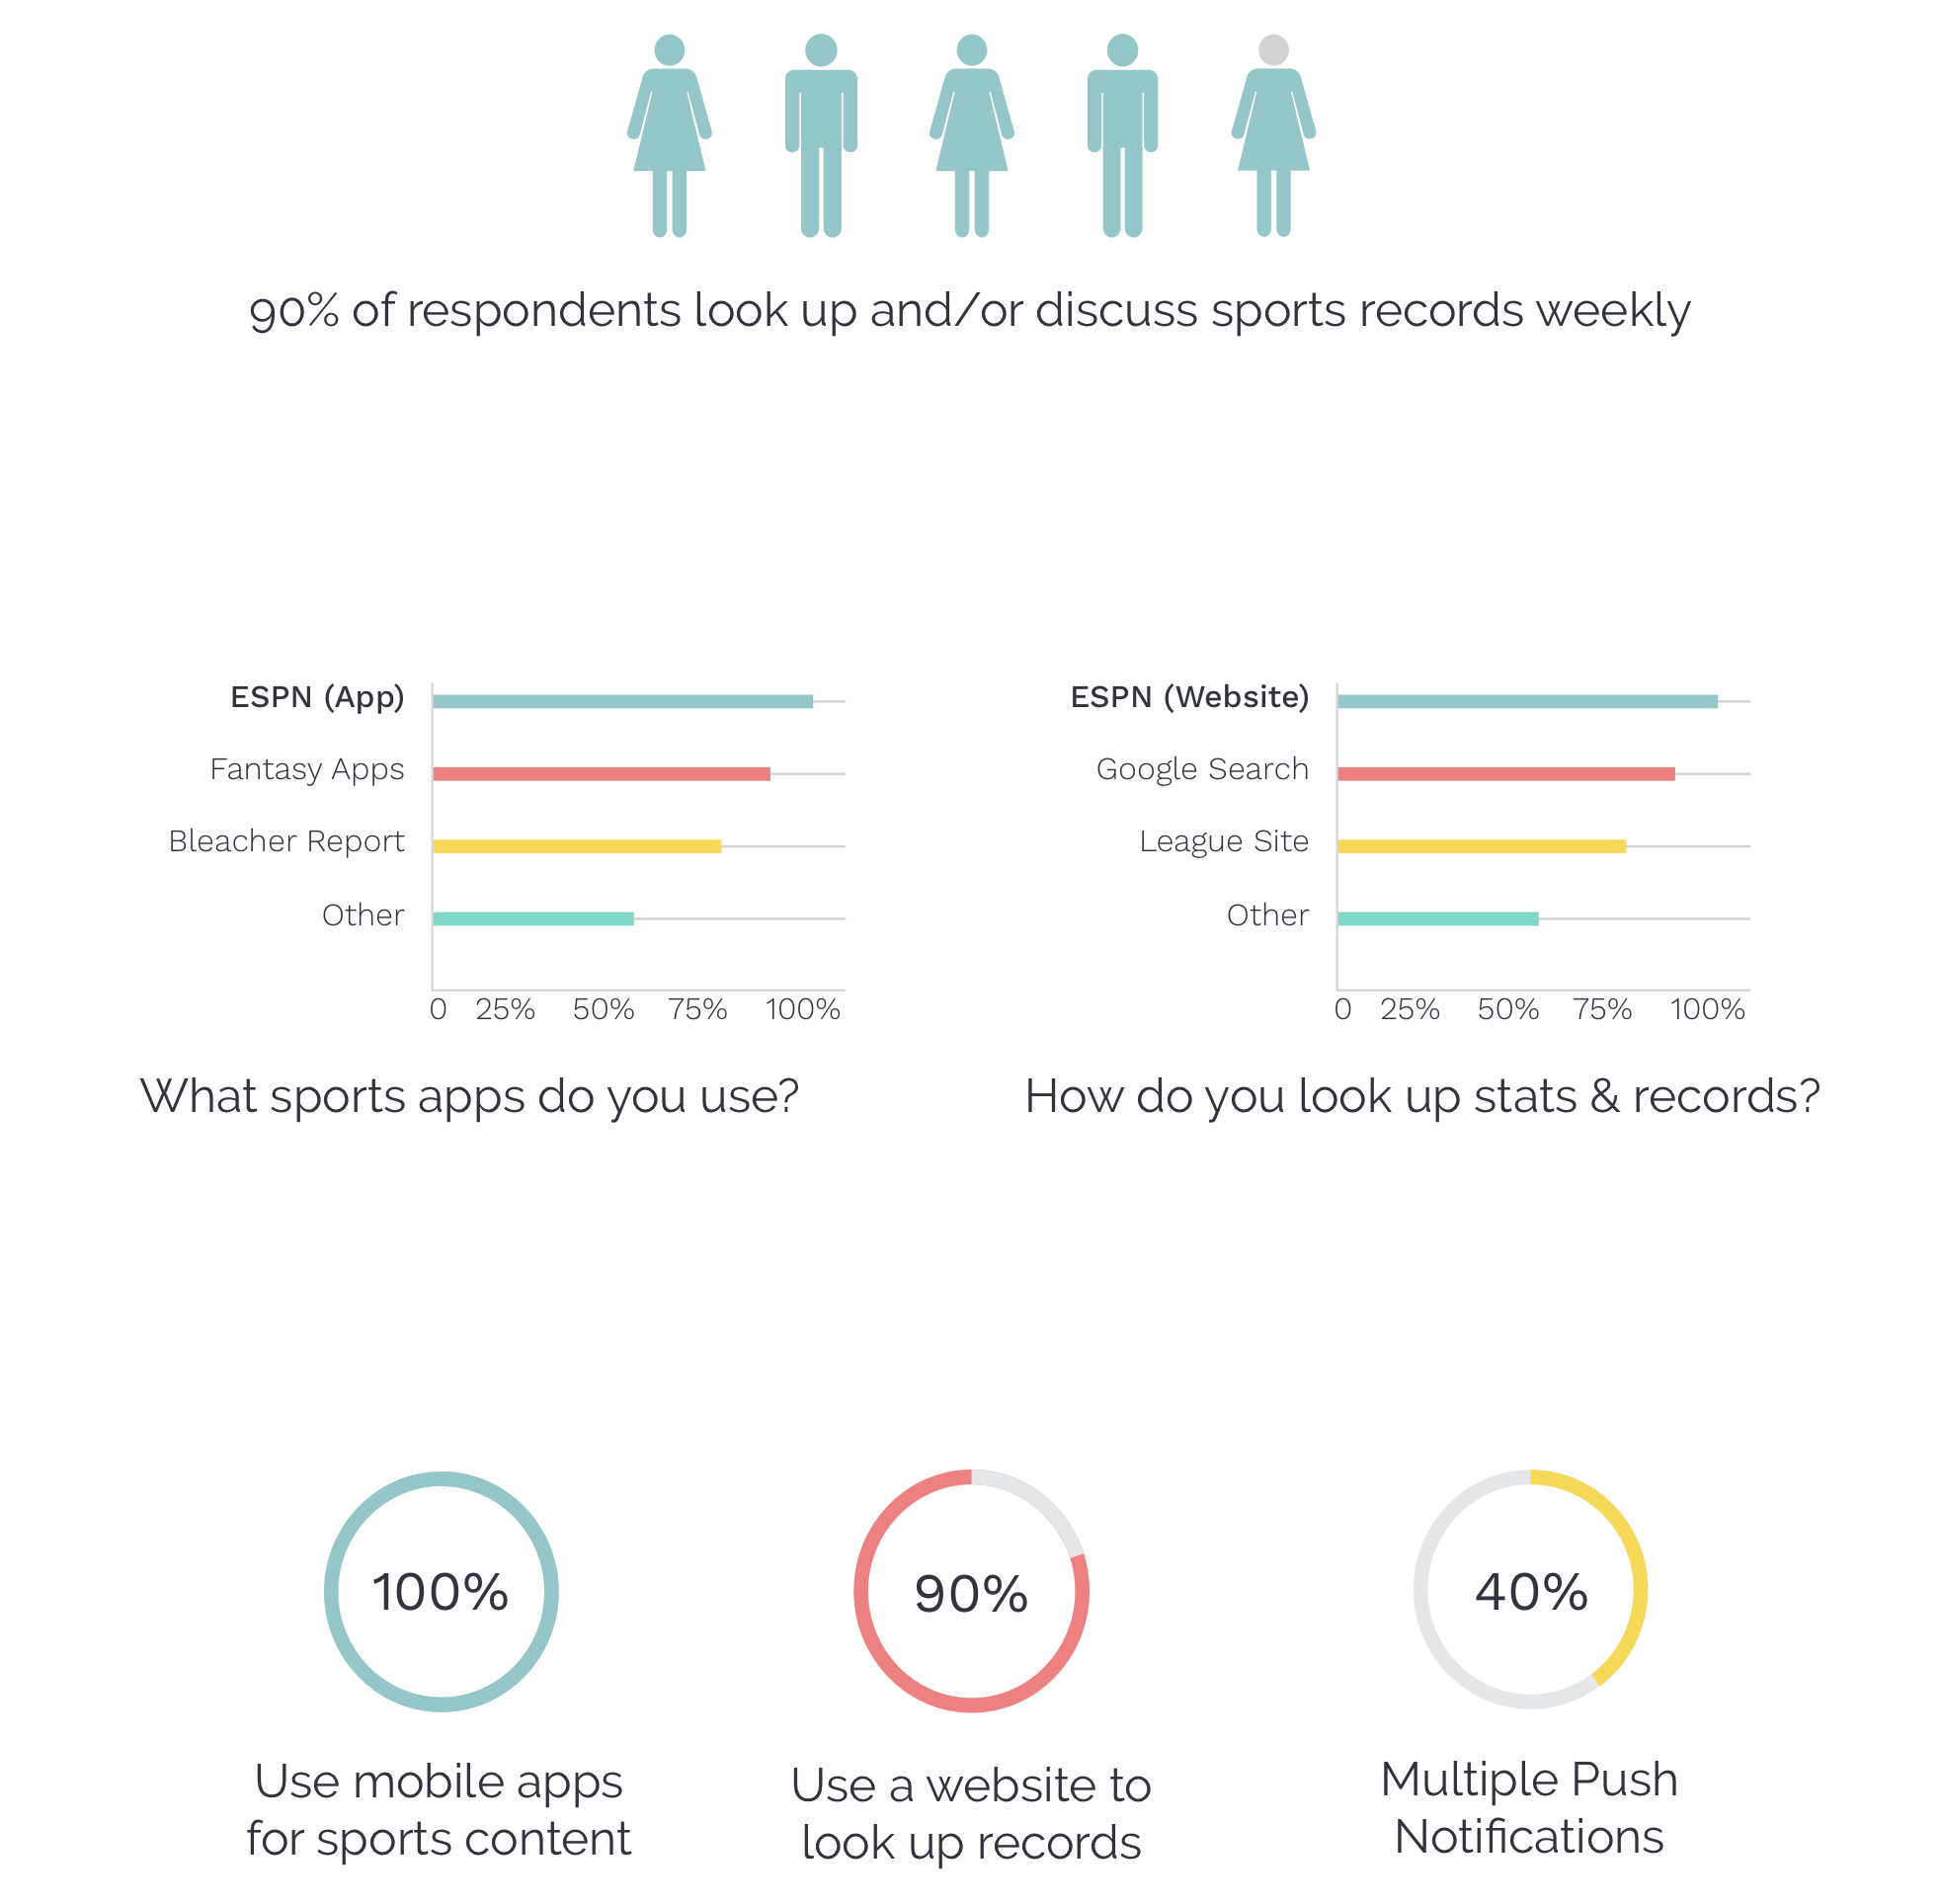 90% of respondents look up and/or discuss sports records weekly
ESPN (App)
Fantasy Apps
Bleacher Report
Other
0 25% 50% 75% 100%
What sports apps do you use?
ESPN (Website)
Google Search
League Site
Other
0 25% 50% 75% 100%
How do you look up stats & records?
100%
Use mobile apps
for sports content
90%
Use a website to
look up records
40%
Multiple Push
Notifications